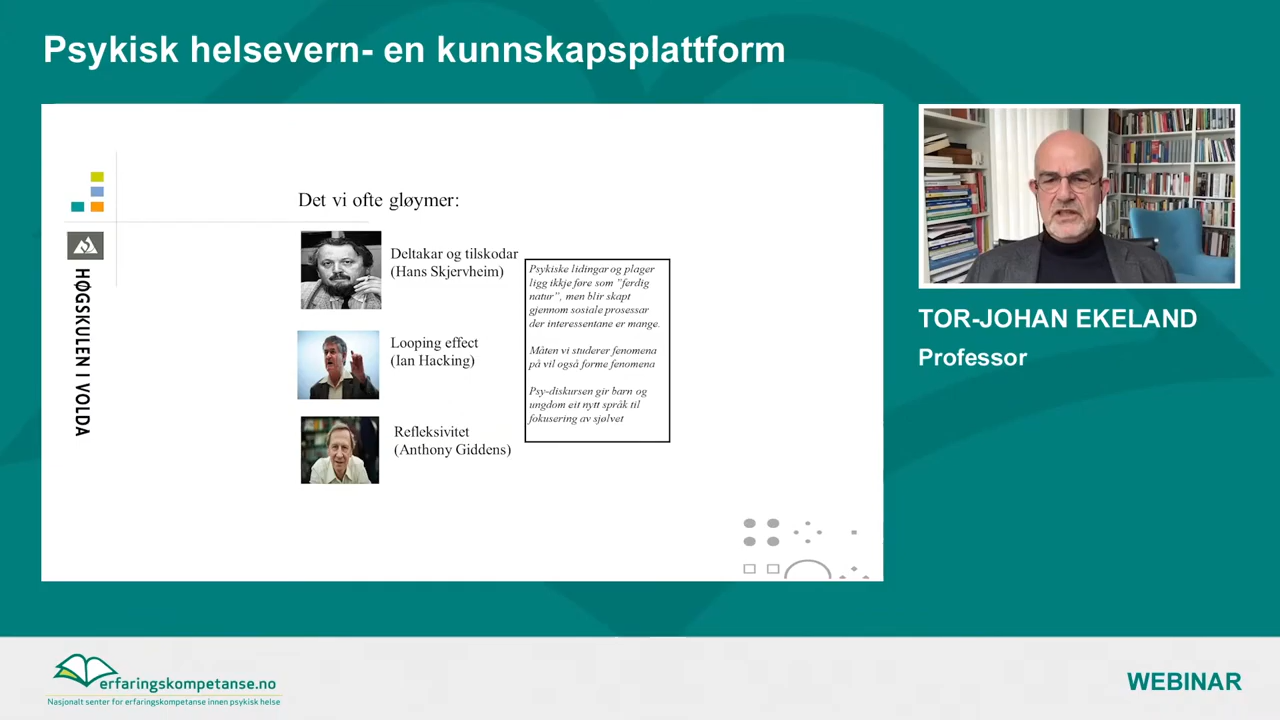 Psykisk helsevern- en kunnskapsplattform
HØGSKULEN I VOLDA
Det vi ofte gløymer:
Deltakar og tilskodar
(Hans Skjervheim)
Looping effect
(Ian Hacking)
Refleksivitet
(Anthony Giddens)
Psykiske lidingar og plager
ligg ikkje føre som "ferdig
natur", men blir skapt
gjennom sosiale prosessar
der interessentane er mange.
Måten vi studerer fenomena
på vil også forme fenomena
Psy-diskursen gir barn og
ungdom eit nytt språk til
fokusering av sjølvet
TOR-JOHAN EKELAND
Professor
erfaringskompetanse.no
Nasjonalt senter for erfaringskompetanse innen psykisk helse
WEBINAR